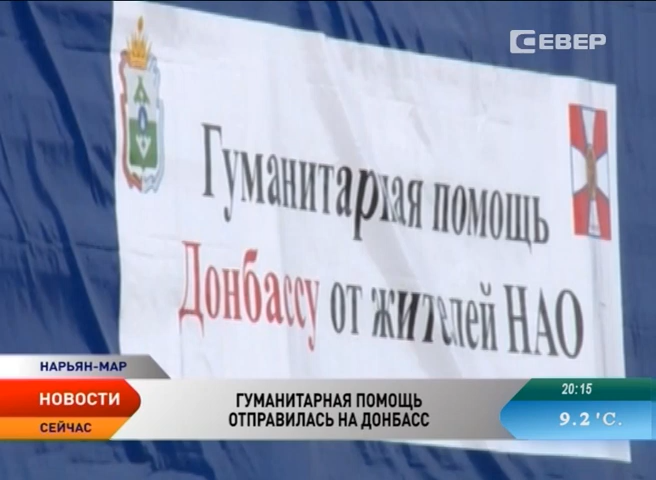 СЕВЕР
Гуманитарная помощь
Донбассу от жителей НАО
НАРЬЯН-МАР
НОВОСТИ
СЕЙЧАС
ГУМАНИТАРНАЯ ПОМОЩЬ
ОТПРАВИЛАСЬ НА ДОНБАСС
20:15
9.2 'C.